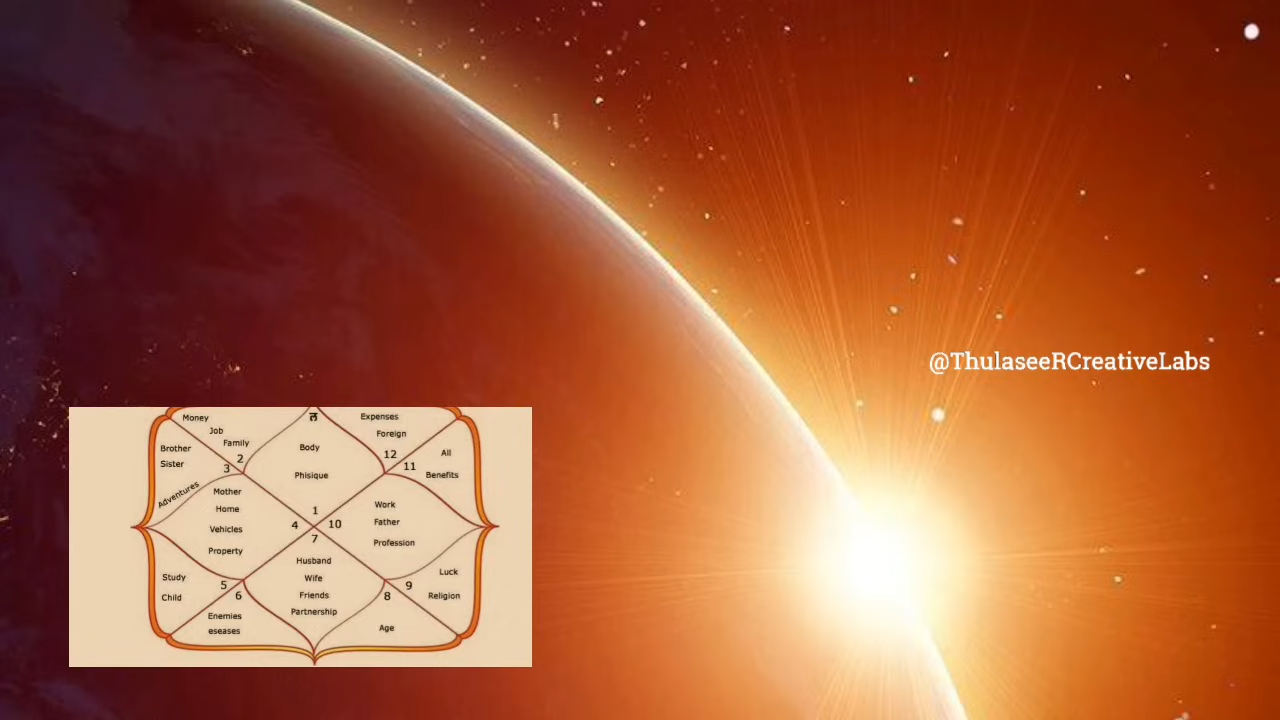 @ThulaseeRCreativeLabs
ल
Money
Job
Family
2
Brother
Sister
3
Adventures
Body
Phisique
1
Expenses
Foreign
12
All
11
Benefits
Mother
Home
Vehicles
Property
4
10
Work
Father
Profession
7
Husband
Wife
Friends
Partnership
Study
Child
5
6
Enemies
eseases
8
Age
9
Luck
Religion